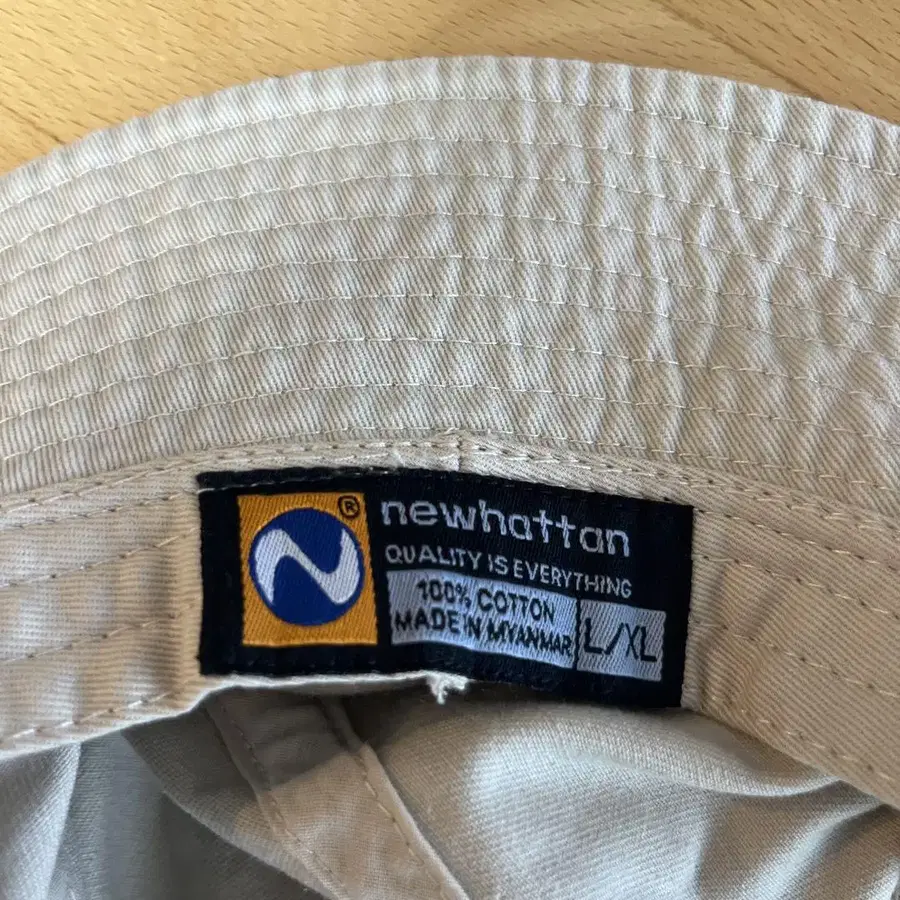 ®
newhattan
QUALITY IS EVERYTHING
100% COTTON
MADE IN MYANMAR
L/XL